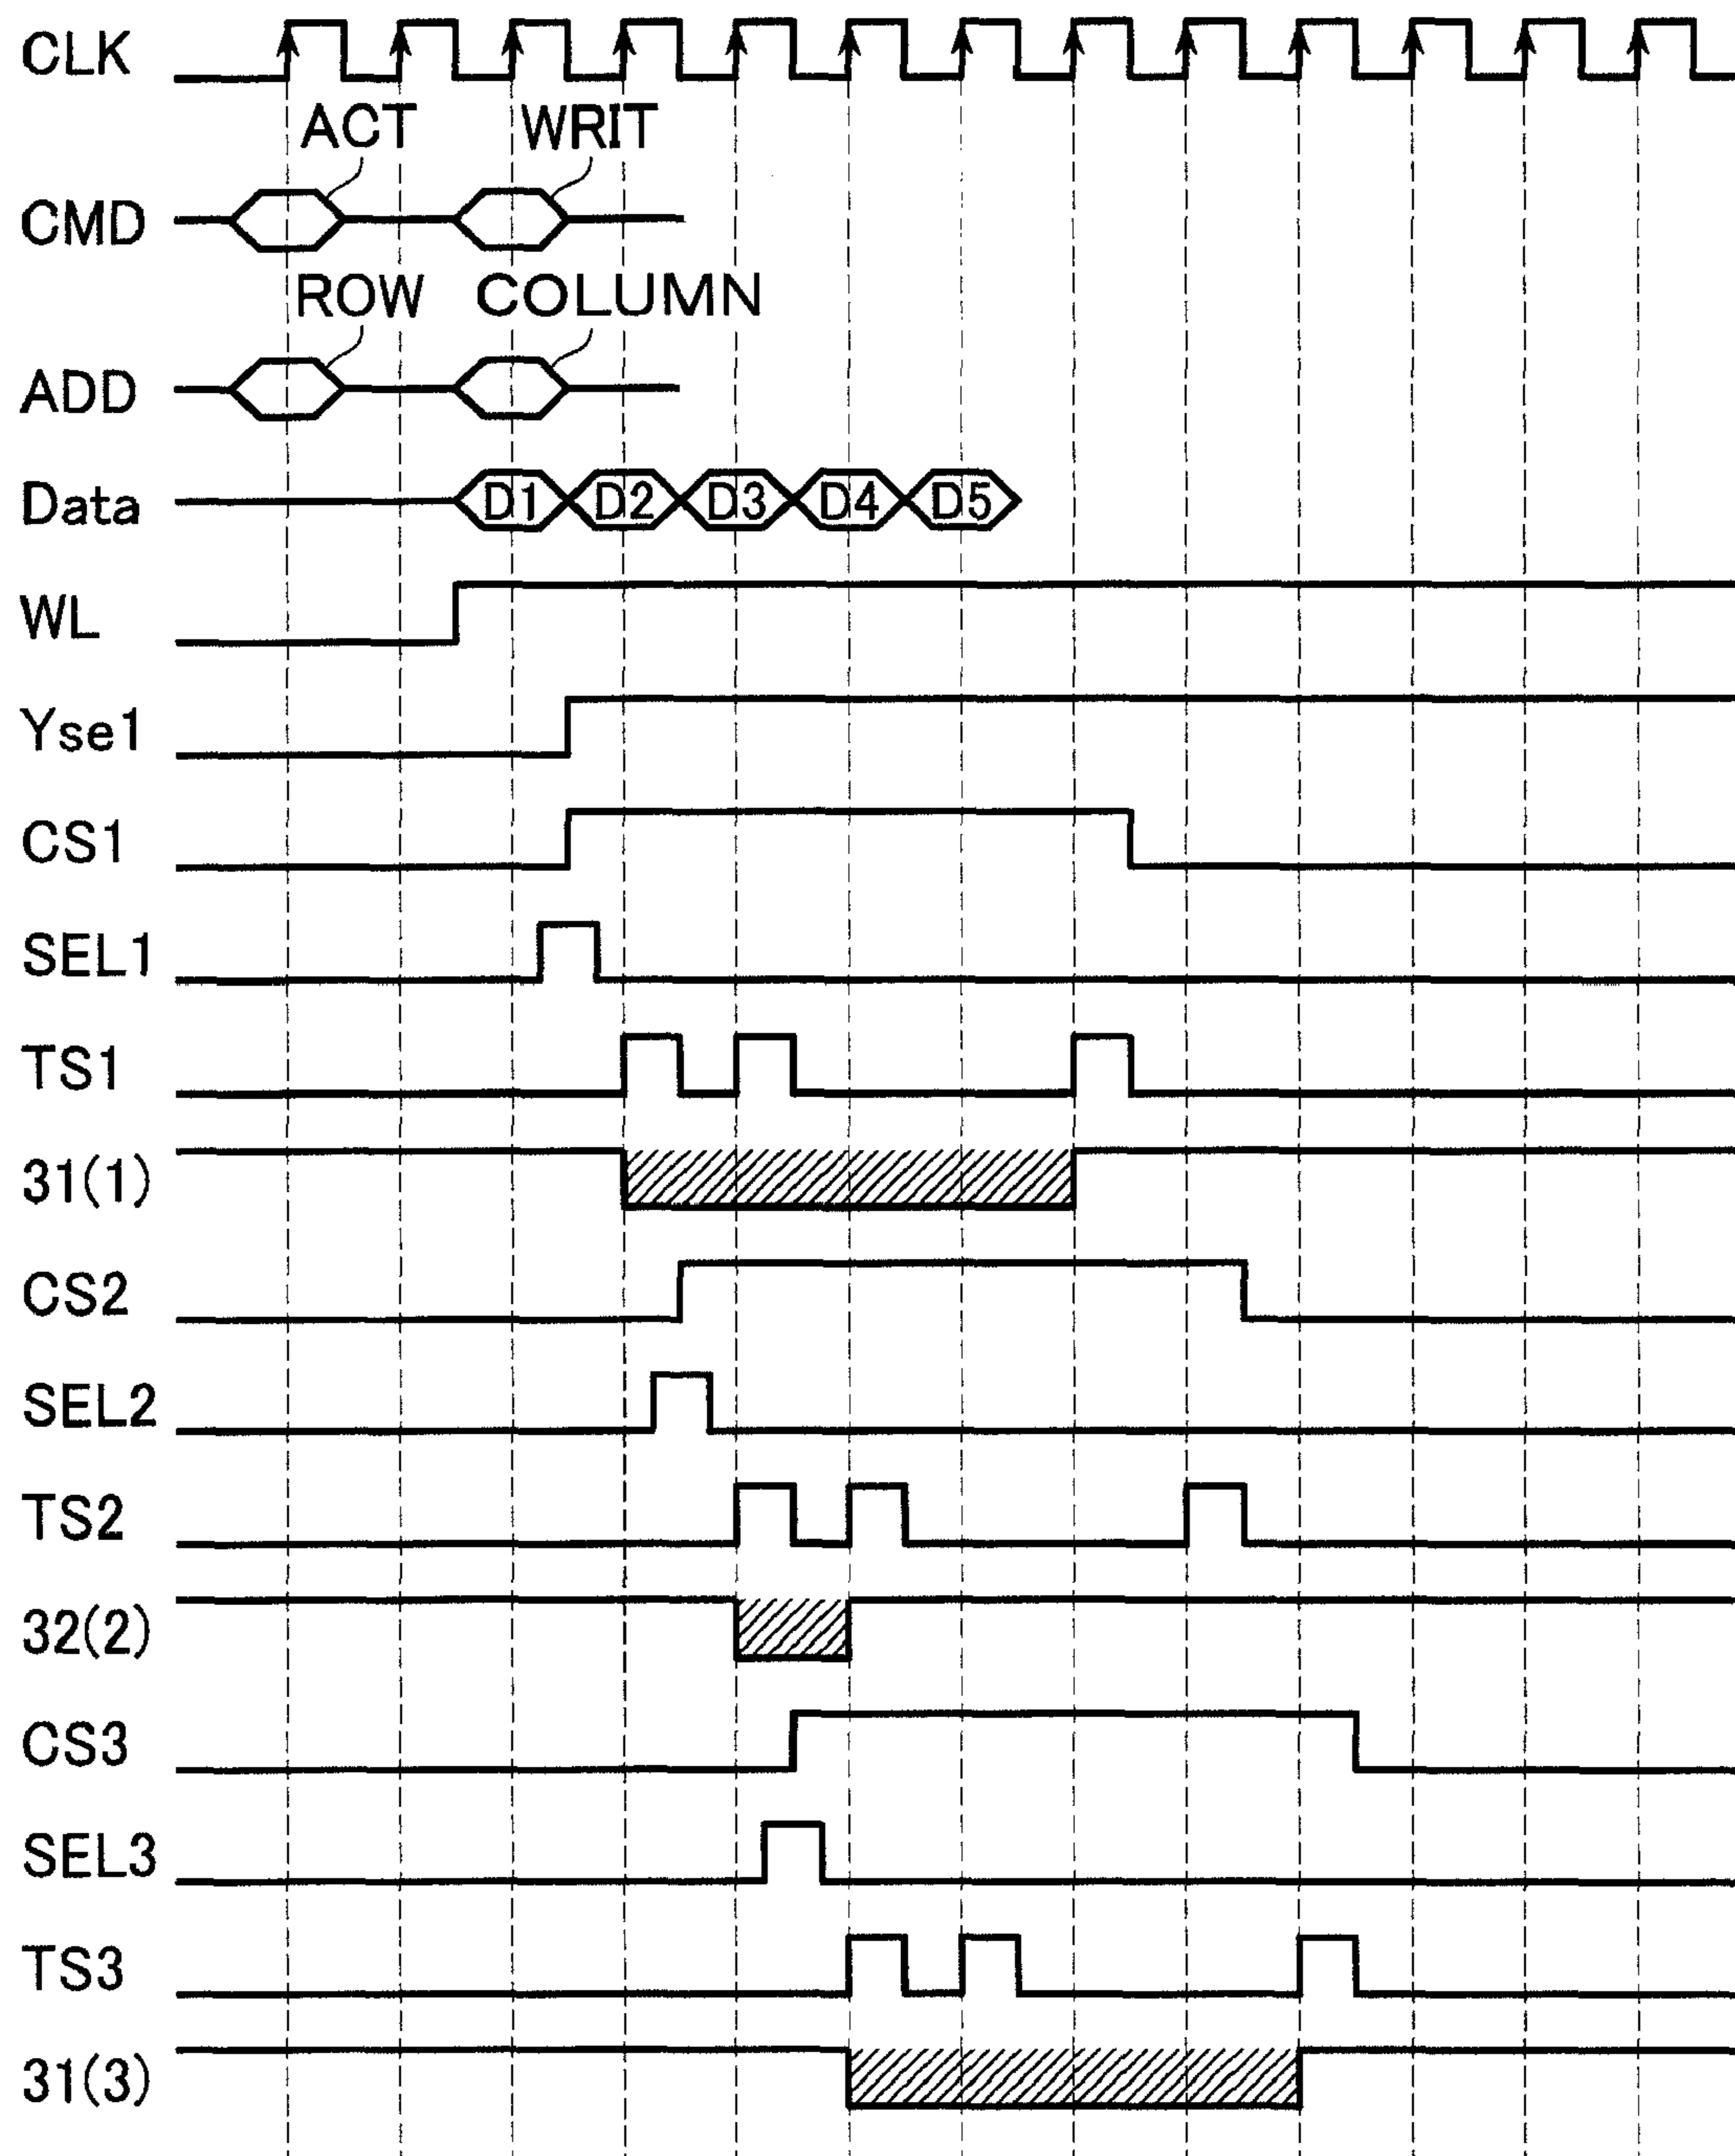 CLK
ACT WRIT
CMD
ROW COLUMN
ADD
Data D1 D2 D3 D4 D5
WL
Yse1
CS1
SEL1
TS1
31(1)
CS2
SEL2
TS2
32(2)
CS3
SEL3
TS3
31(3)